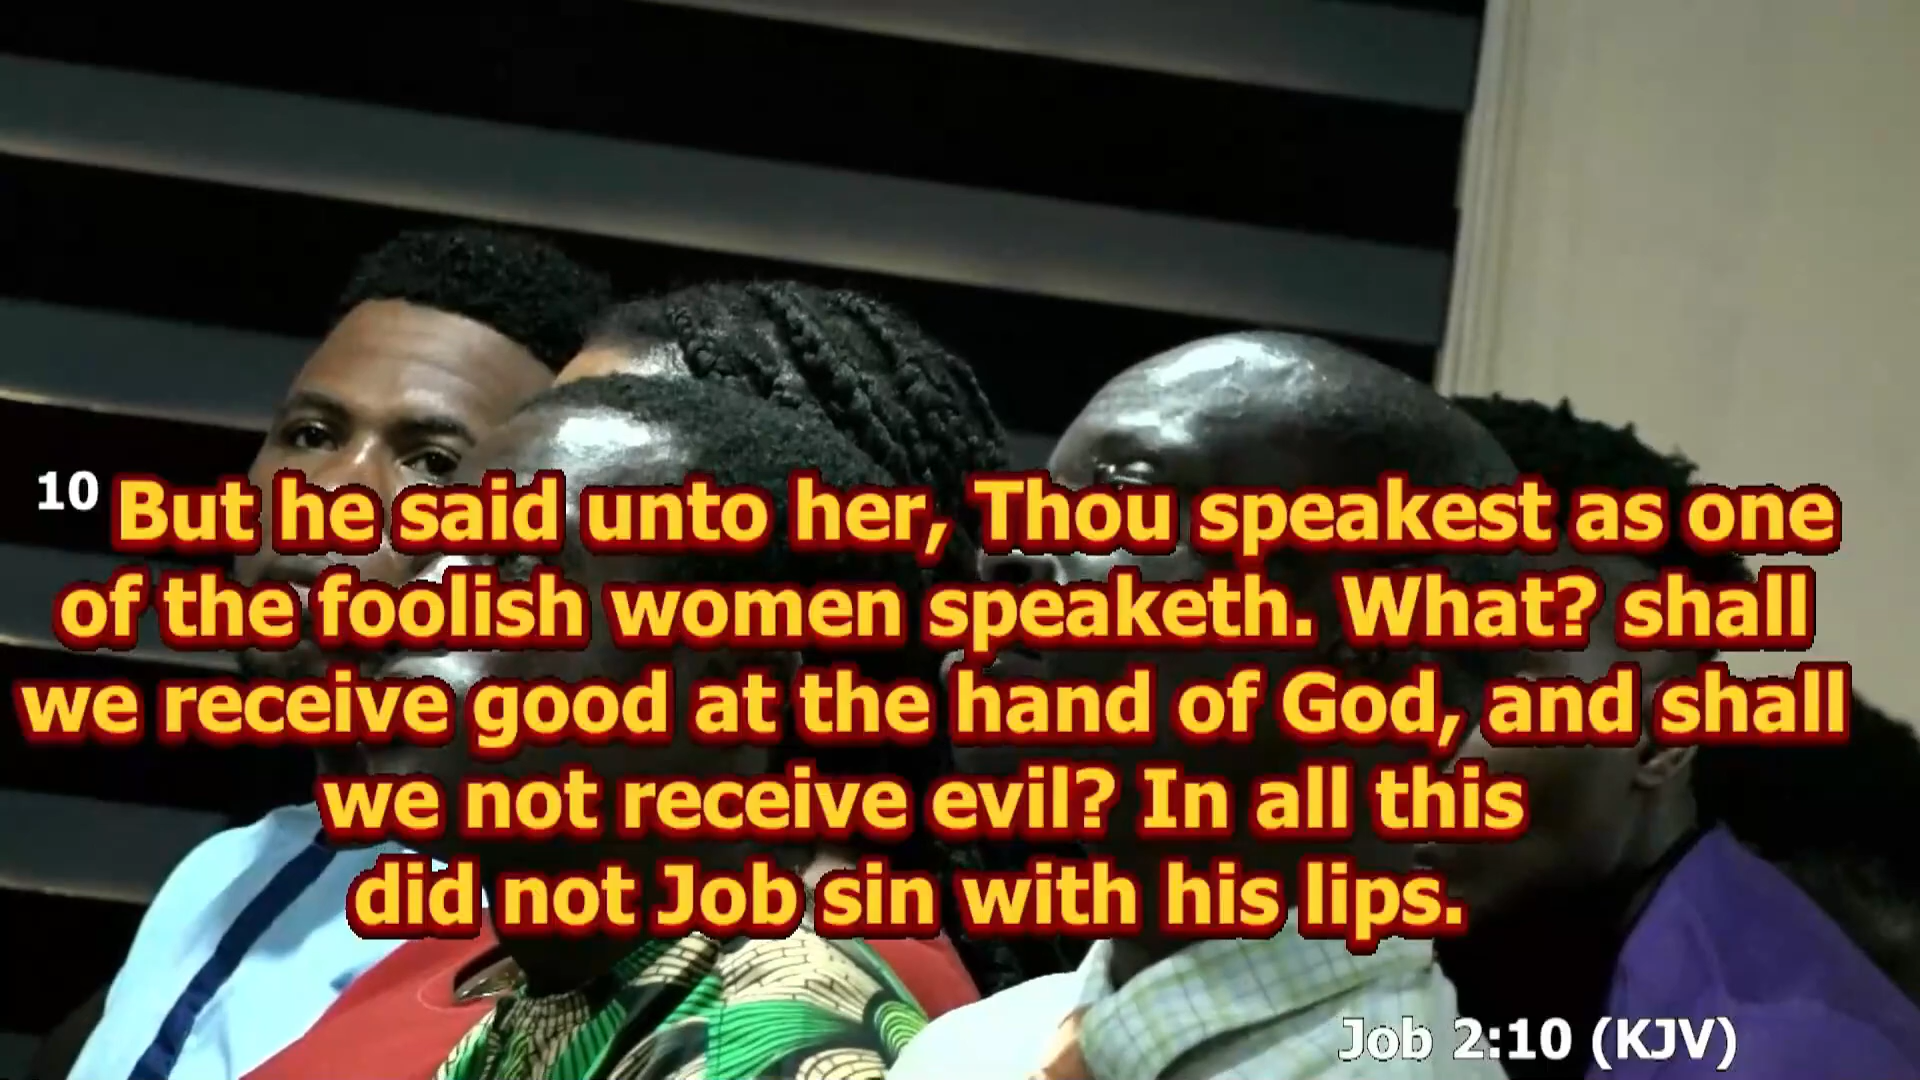 10 But he said unto her, Thou speakest as one
of the foolish women speaketh. What? shall
we receive good at the hand of God, and shall
we not receive evil? In all this
did not Job sin with his lips.
Job 2:10 (KJV)